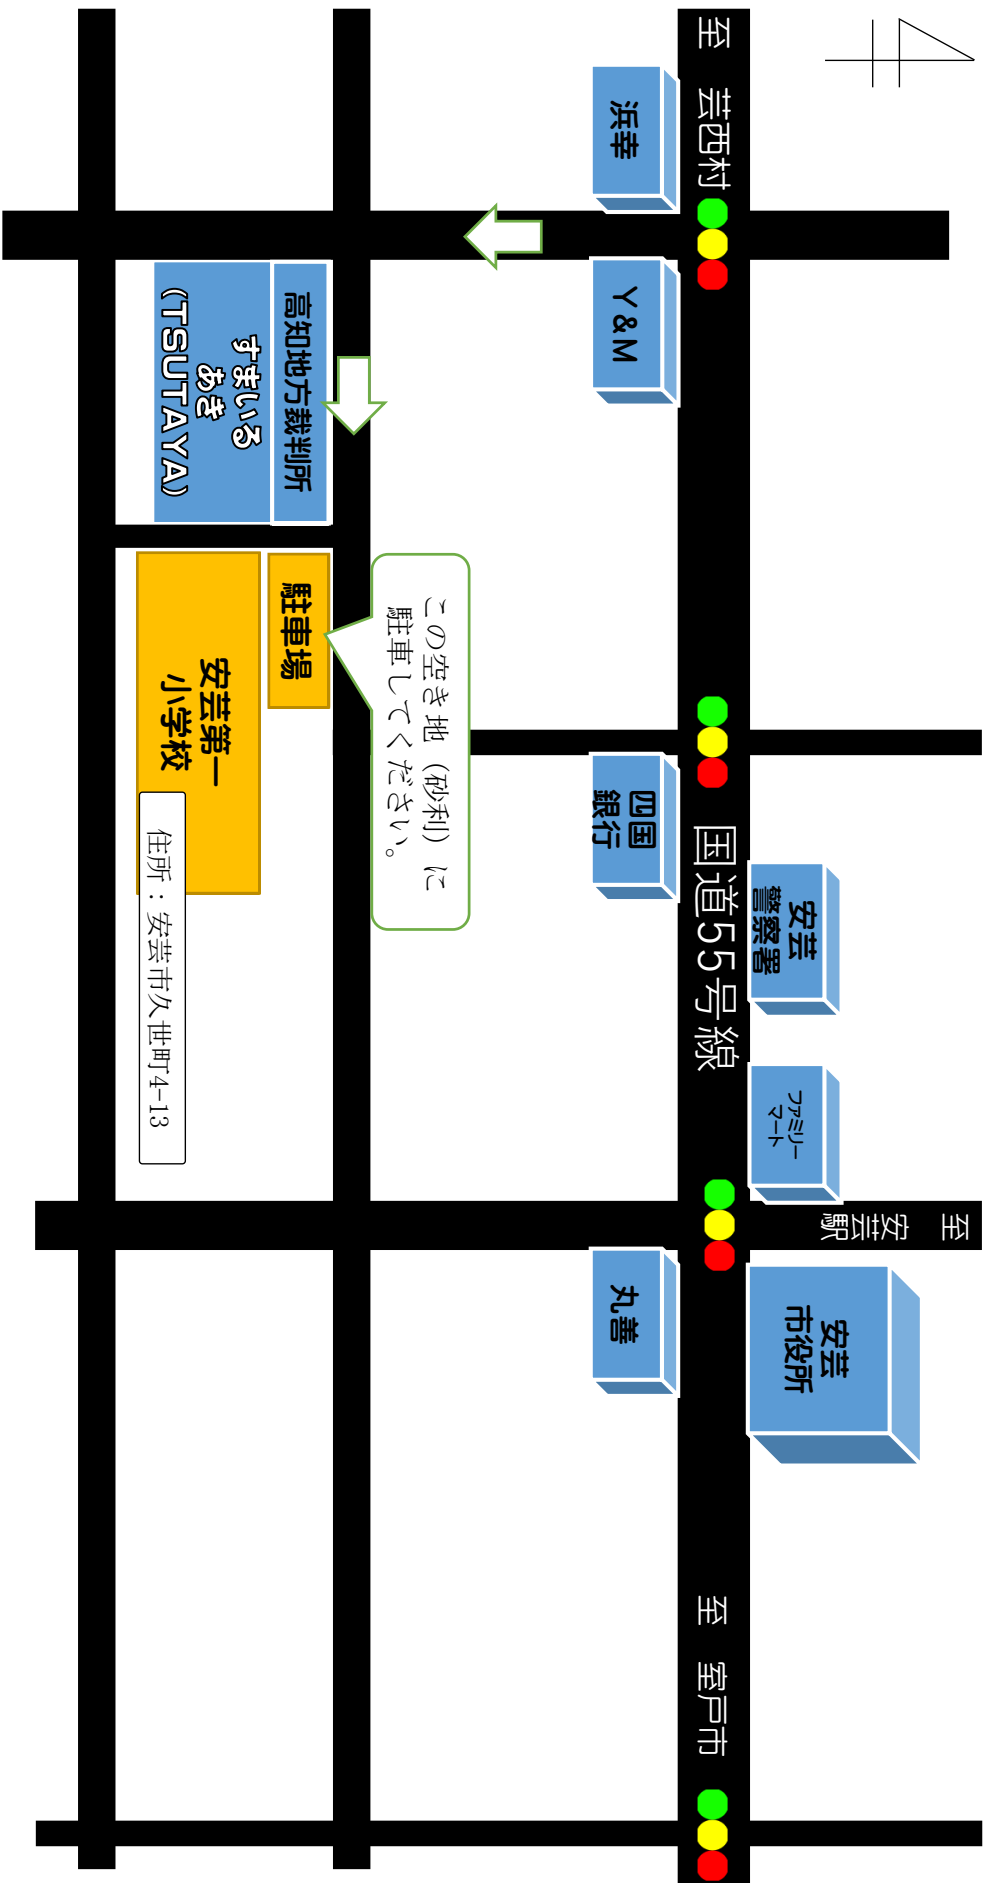 至　安芸駅
安芸
警察署
ファミリー
マート
安芸
市役所
至　芸西村
国道55号線
至　室戸市
浜幸
Y＆M
四国
銀行
丸善
この空き地（砂利）に
駐車してください。
高知地方裁判所
すまいる
あき
(TSUTAYA)
駐車場
安芸第一
小学校
住所：安芸市久世町4-13